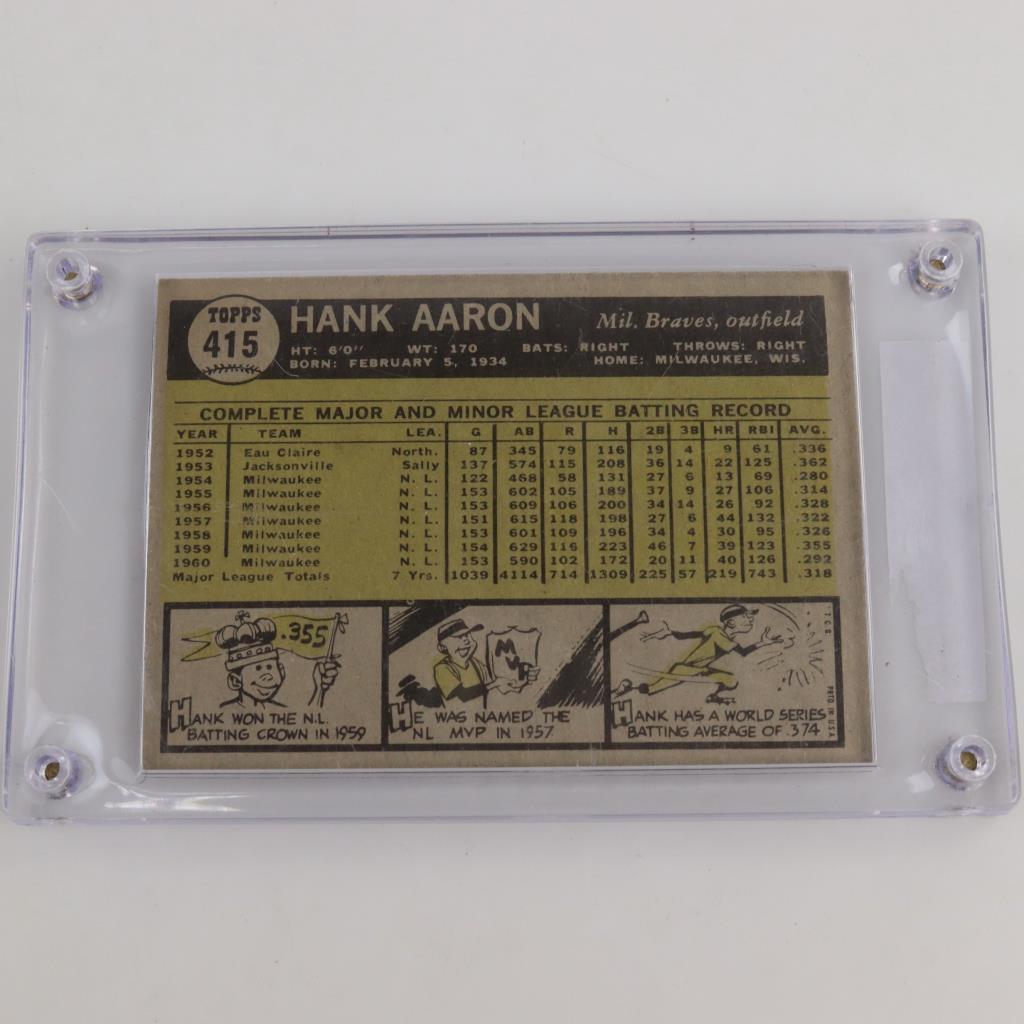 TOPPS
415
HANK AARON
Mil. Braves, outfield
HT: 6'0'' WT: 170 BATS: RIGHT THROWS: RIGHT
BORN: FEBRUARY 5, 1934 HOME: MILWAUKEE, WIS.
COMPLETE MAJOR AND MINOR LEAGUE BATTING RECORD
YEAR TEAM LEA. G AB R H 2B 3B HR RBI AVG.
1952 Eau Claire North. 87 345 79 116 19 4 9 61 .336
1953 Jacksonville Sally 137 574 115 208 36 14 22 125 .362
1954 Milwaukee N. L. 122 468 58 131 27 6 13 69 .280
1955 Milwaukee N. L. 153 602 105 189 37 9 27 106 .314
1956 Milwaukee N. L. 153 609 106 200 34 14 26 92 .328
1957 Milwaukee N. L. 151 615 118 198 27 6 44 132 .322
1958 Milwaukee N. L. 153 601 109 196 34 4 30 95 .326
1959 Milwaukee N. L. 154 629 116 223 46 7 39 123 .355
1960 Milwaukee N. L. 153 590 102 172 20 11 40 126 .292
Major League Totals 7 Yrs. 1039 4114 714 1309 225 57 219 743 .318
.355
HANK WON THE N.L.
BATTING CROWN IN 1959
MVP
HE WAS NAMED THE
NL MVP IN 1957
HANK HAS A WORLD SERIES
BATTING AVERAGE OF .374
T.C.G. PRTD. IN U.S.A.